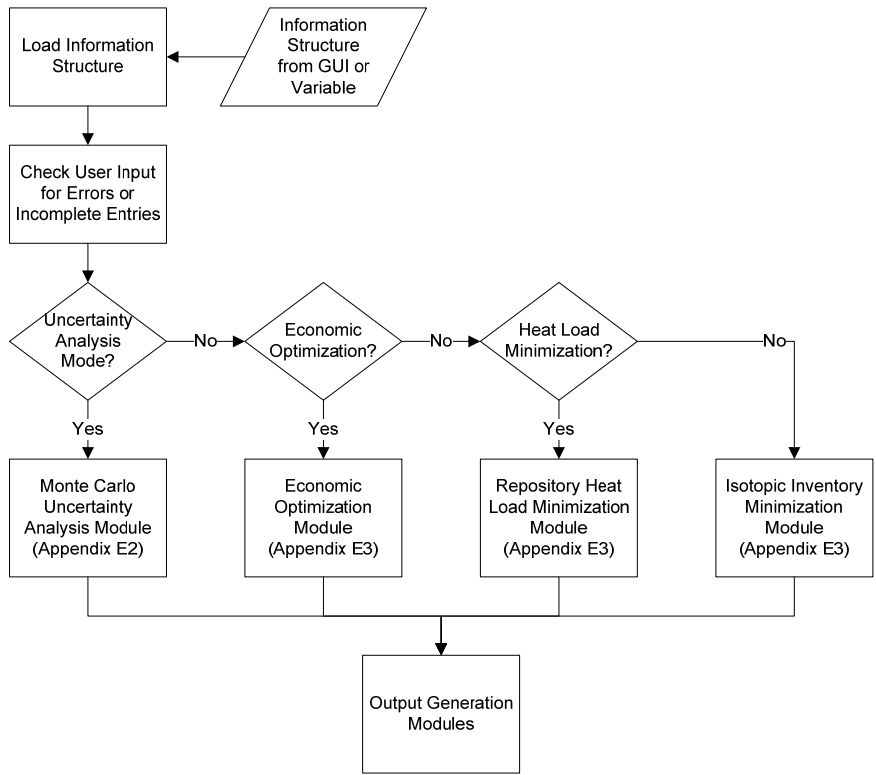 Load Information
Structure
Information
Structure
from GUI or
Variable
Check User Input
for Errors or
Incomplete Entries
Uncertainty
Analysis
Mode?
No
Economic
Optimization?
No
Heat Load
Minimization?
No
Yes
Yes
Yes
Monte Carlo
Uncertainty
Analysis Module
(Appendix E2)
Economic
Optimization
Module
(Appendix E3)
Repository Heat
Load Minimization
Module
(Appendix E3)
Isotopic Inventory
Minimization
Module
(Appendix E3)
Output Generation
Modules